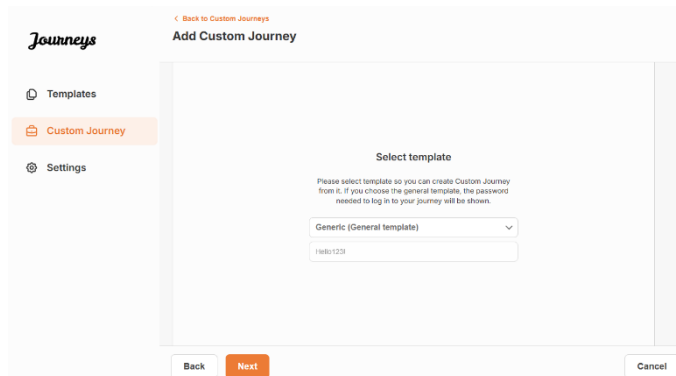 < Back to Custom Journeys
Journeys
Add Custom Journey
Templates
Custom Journey
Settings
Select template
Please select template so you can create Custom Journey
from it. If you choose the general template, the password
needed to log in to your journey will be shown.
Generic (General template)
Hello123!
Back
Next
Cancel